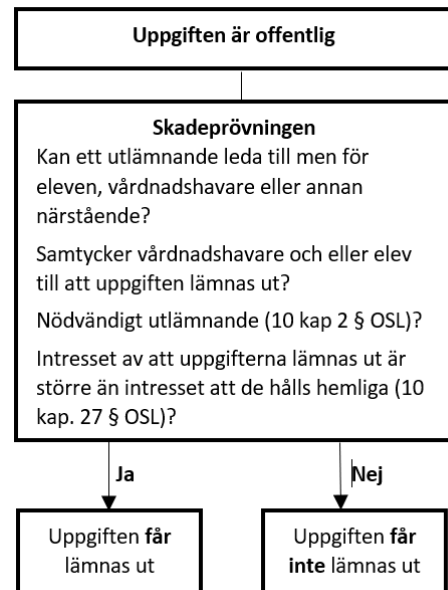 Uppgiften är offentlig
Skadeprövningen
Kan ett utlämnande leda till men för
eleven, vårdnadshavare eller annan
närstående?
Samtycker vårdnadshavare och eller elev
till att uppgiften lämnas ut?
Nödvändigt utlämnande (10 kap 2 § OSL)?
Intresset av att uppgifterna lämnas ut är
större än intresset att de hålls hemliga (10
kap. 27 § OSL)?
Ja
Nej
Uppgiften får
lämnas ut
Uppgiften får
inte lämnas ut